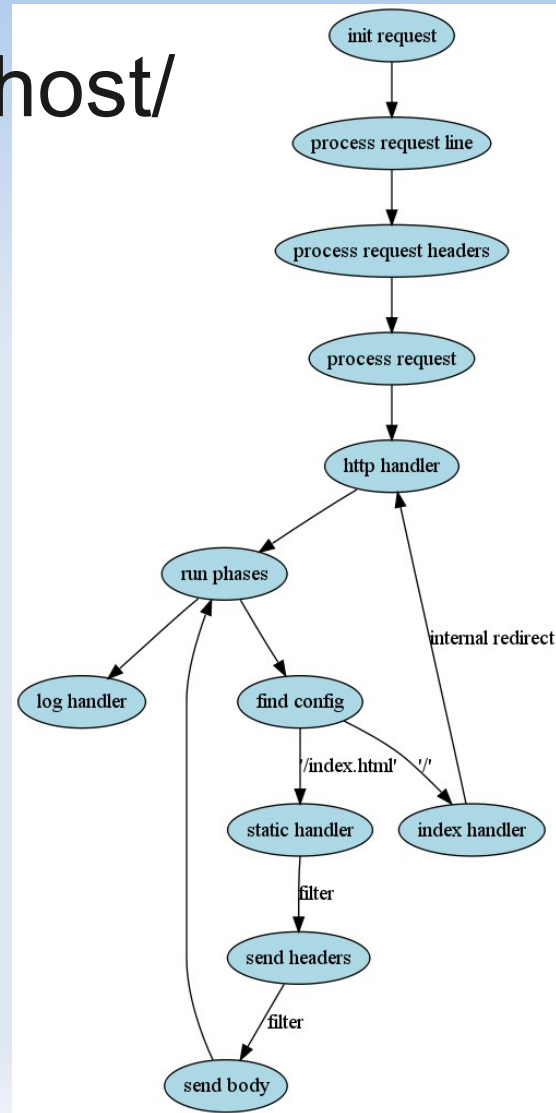 host/
init request
process request line
process request headers
process request
http handler
run phases
internal redirect
log handler
find config
'/index.html'
'/'
static handler
index handler
filter
send headers
filter
send body